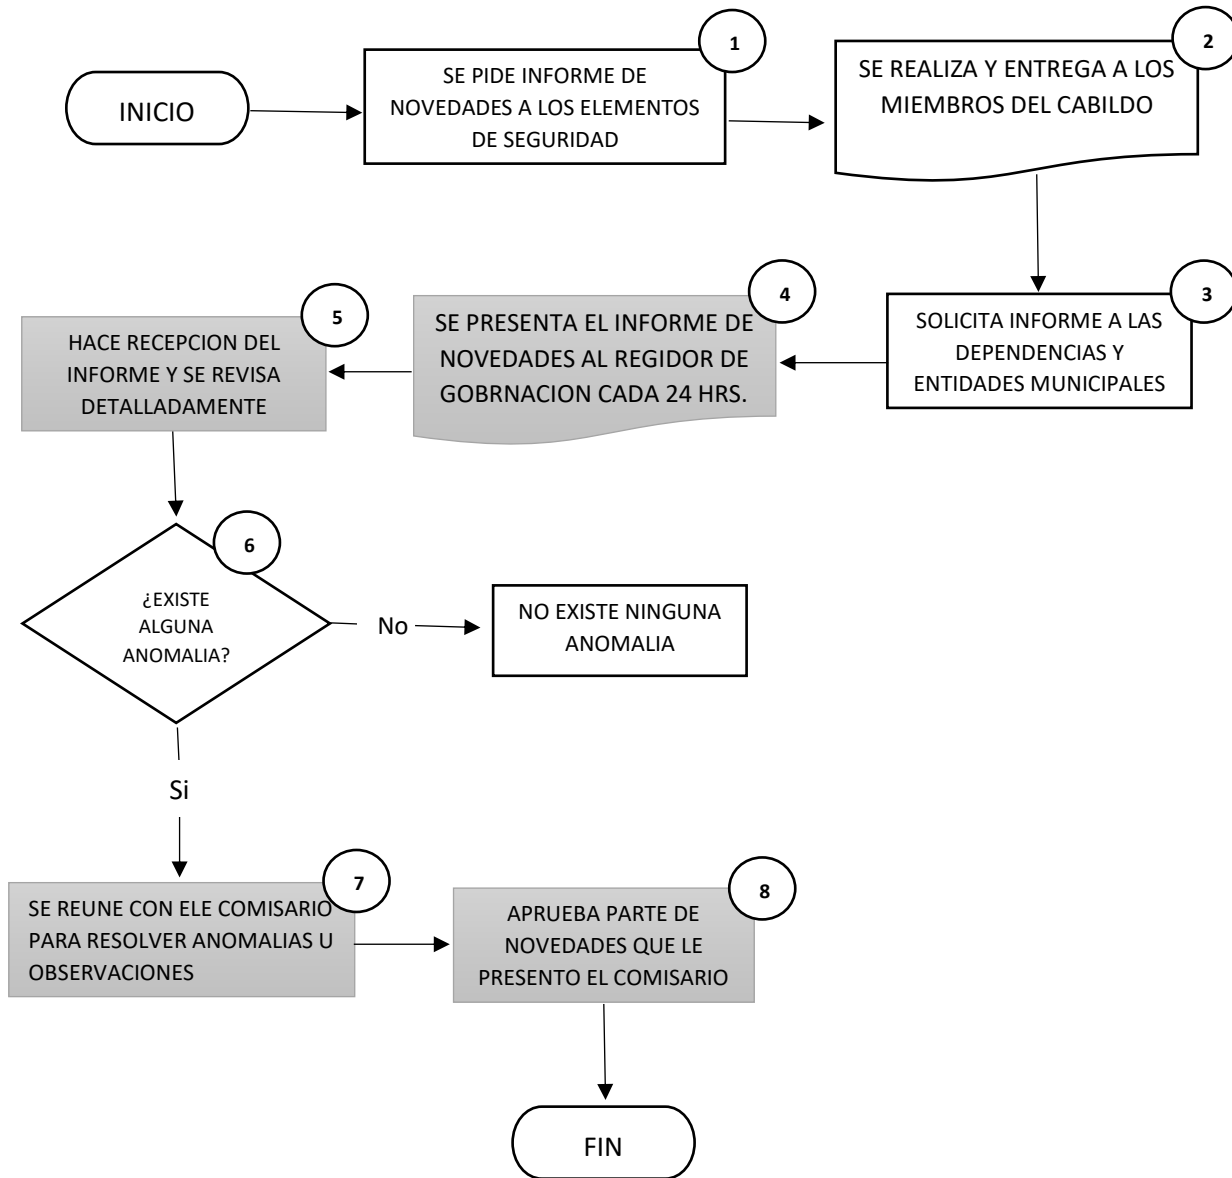 INICIO
1
SE PIDE INFORME DE
NOVEDADES A LOS ELEMENTOS
DE SEGURIDAD
2
SE REALIZA Y ENTREGA A LOS
MIEMBROS DEL CABILDO
3
SOLICITA INFORME A LAS
DEPENDENCIAS Y
ENTIDADES MUNICIPALES
4
SE PRESENTA EL INFORME DE
NOVEDADES AL REGIDOR DE
GOBRNACION CADA 24 HRS.
5
HACE RECEPCION DEL
INFORME Y SE REVISA
DETALLADAMENTE
6
¿EXISTE
ALGUNA
ANOMALIA?
No
NO EXISTE NINGUNA
ANOMALIA
Si
7
SE REUNE CON ELE COMISARIO
PARA RESOLVER ANOMALIAS U
OBSERVACIONES
8
APRUEBA PARTE DE
NOVEDADES QUE LE
PRESENTO EL COMISARIO
FIN